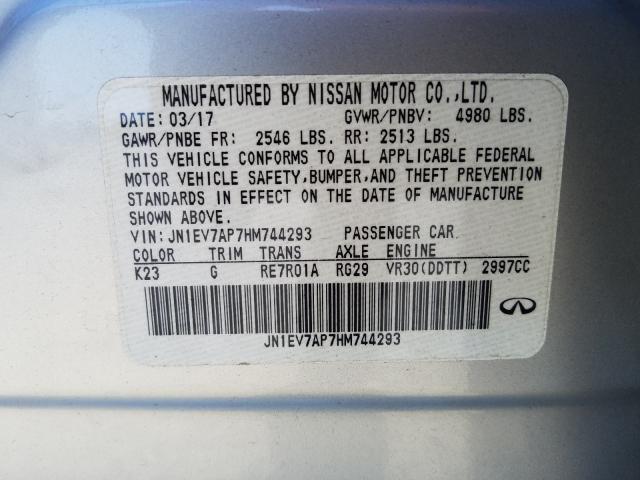 MANUFACTURED BY NISSAN MOTOR CO.,LTD.
DATE: 03/17 GVWR/PNBV: 4980 LBS.
GAWR/PNBE FR: 2546 LBS. RR: 2513 LBS.
THIS VEHICLE CONFORMS TO ALL APPLICABLE FEDERAL
MOTOR VEHICLE SAFETY, BUMPER, AND THEFT PREVENTION
STANDARDS IN EFFECT ON THE DATE OF MANUFACTURE
SHOWN ABOVE.
VIN: JN1EV7AP7HM744293 PASSENGER CAR
COLOR TRIM TRANS AXLE ENGINE
K23 G RE7R01A RG29 VR30(DDTT) 2997CC
JN1EV7AP7HM744293